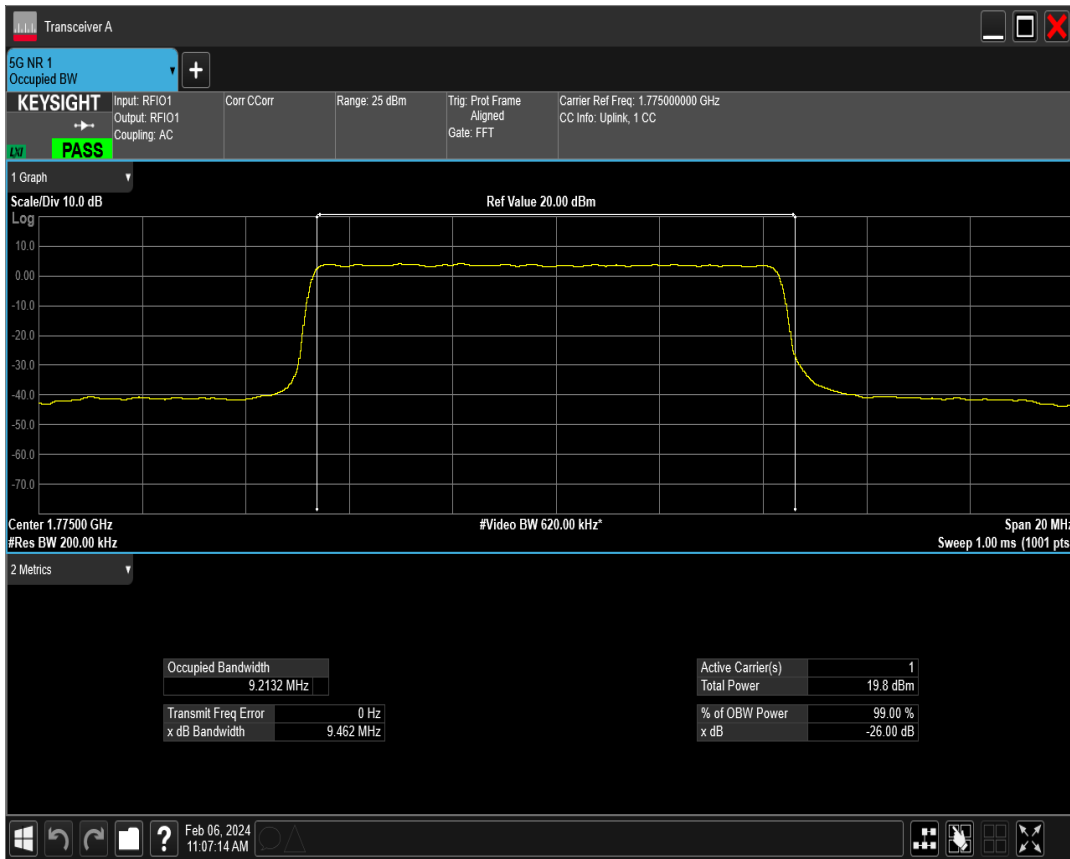 Transceiver A
5G NR 1
Occupied BW
KEYSIGHT
LXI
PASS
Input: RFIO1
Output: RFIO1
Coupling: AC
Corr CCorr
Range: 25 dBm
Trig: Prot Frame
Aligned
Gate: FFT
Carrier Ref Freq: 1.775000000 GHz
CC Info: Uplink, 1 CC
1 Graph
Scale/Div 10.0 dB
Ref Value 20.00 dBm
Log
10.0
0.00
-10.0
-20.0
-30.0
-40.0
-50.0
-60.0
-70.0
Center 1.77500 GHz
#Video BW 620.00 kHz*
Span 20 MHz
#Res BW 200.00 kHz
Sweep 1.00 ms (1001 pts
2 Metrics
Occupied Bandwidth
9.2132 MHz
Transmit Freq Error 0 Hz
x dB Bandwidth 9.462 MHz
Active Carrier(s) 1
Total Power 19.8 dBm
% of OBW Power 99.00 %
x dB -26.00 dB
?
Feb 06, 2024
11:07:14 AM